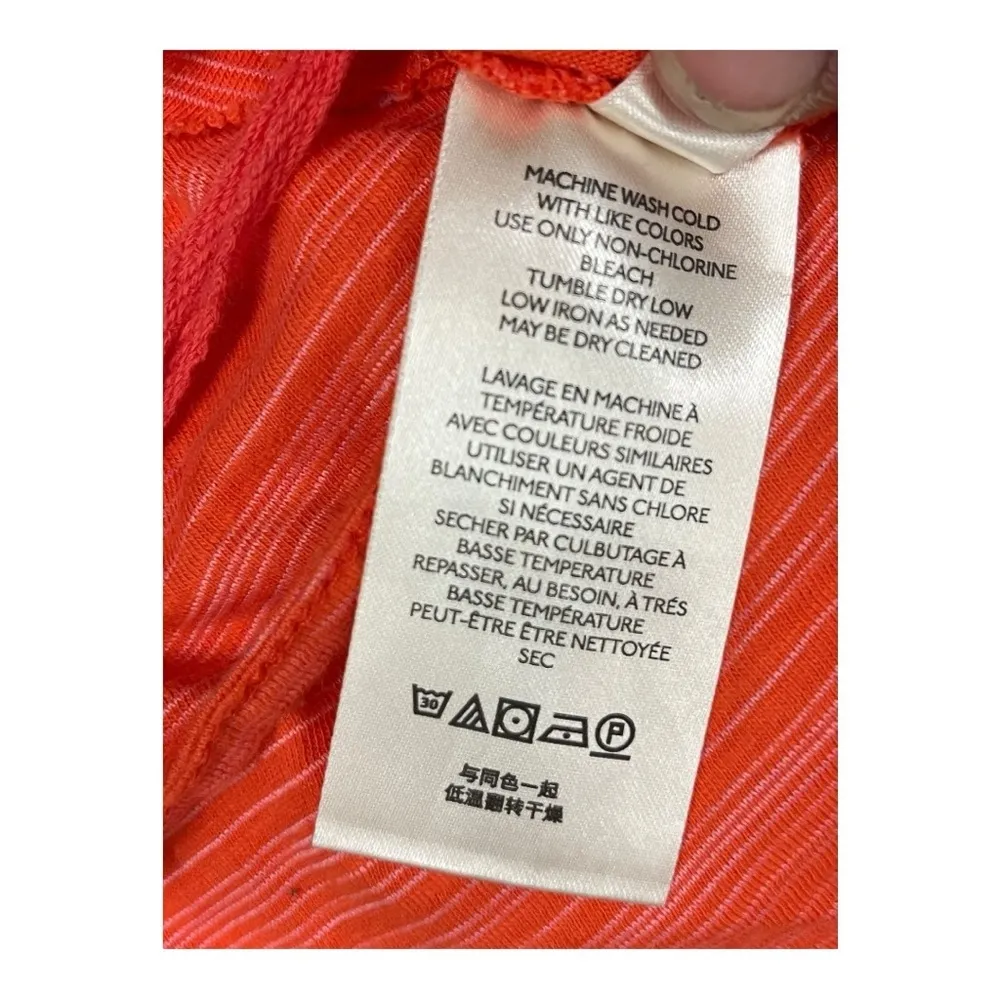 MACHINE WASH COLD
WITH LIKE COLORS
USE ONLY NON-CHLORINE
BLEACH
TUMBLE DRY LOW
LOW IRON AS NEEDED
MAY BE DRY CLEANED
LAVAGE EN MACHINE À
TEMPÉRATURE FROIDE
AVEC COULEURS SIMILAIRES
UTILISER UN AGENT DE
BLANCHIMENT SANS CHLORE
SI NÉCESSAIRE
SECHER PAR CULBUTAGE À
BASSE TEMPERATURE
REPASSER, AU BESOIN, À TRÉS
BASSE TEMPÉRATURE
PEUT-ÊTRE ÊTRE NETTOYÉE
SEC
30 P
与同色一起
低温翻转干燥